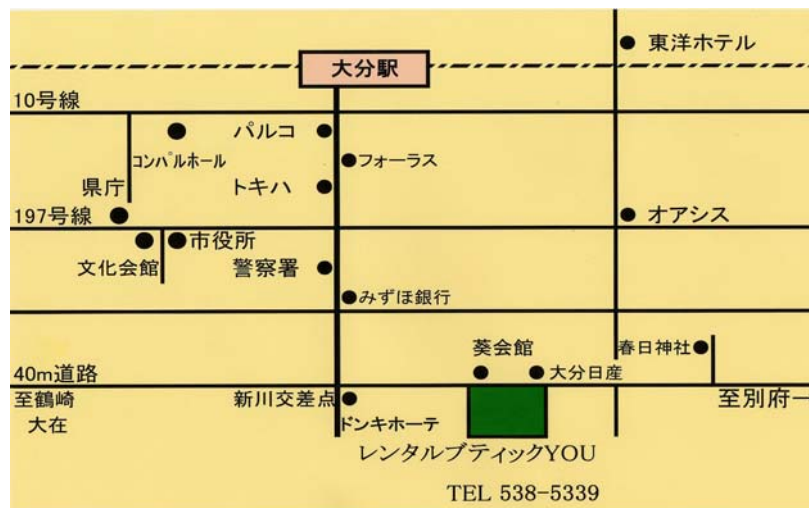 東洋ホテル
大分駅
10号線
パルコ
コンパルホール
フォーラス
県庁
トキハ
197号線
オアシス
文化会館
市役所
警察署
みずほ銀行
葵会館
春日神社
40m道路
大分日産
至鶴崎
大在
新川交差点
ドンキホーテ
至別府
レンタルブティックYOU
TEL 538-5339